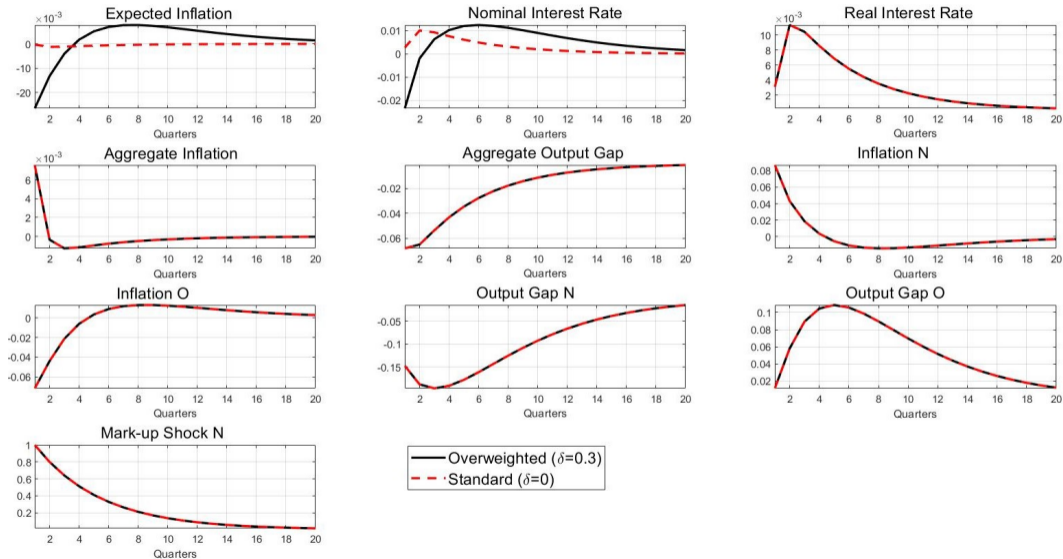 Expected Inflation
×10⁻³
0
-10
-20
2 4 6 8 10 12 14 16 18 20
Quarters
Nominal Interest Rate
0.01
0
-0.01
-0.02
2 4 6 8 10 12 14 16 18 20
Quarters
Real Interest Rate
×10⁻³
10
8
6
4
2
2 4 6 8 10 12 14 16 18 20
Quarters
Aggregate Inflation
×10⁻³
6
4
2
0
2 4 6 8 10 12 14 16 18 20
Quarters
Aggregate Output Gap
-0.02
-0.04
-0.06
2 4 6 8 10 12 14 16 18 20
Quarters
Inflation N
0.08
0.06
0.04
0.02
0
2 4 6 8 10 12 14 16 18 20
Quarters
Inflation O
0
-0.02
-0.04
-0.06
2 4 6 8 10 12 14 16 18 20
Quarters
Output Gap N
-0.05
-0.1
-0.15
2 4 6 8 10 12 14 16 18 20
Quarters
Output Gap O
0.1
0.08
0.06
0.04
0.02
2 4 6 8 10 12 14 16 18 20
Quarters
Mark-up Shock N
1
0.8
0.6
0.4
0.2
2 4 6 8 10 12 14 16 18 20
Quarters
Overweighted (δ=0.3)
Standard (δ=0)